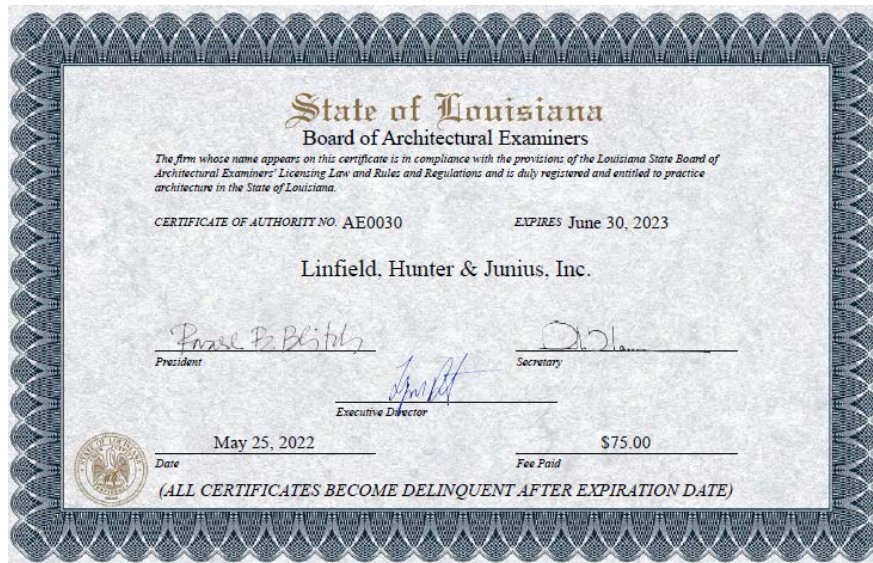 State of Louisiana
Board of Architectural Examiners
The firm whose name appears on this certificate is in compliance with the provisions of the Louisiana State Board of
Architectural Examiners' Licensing Law and Rules and Regulations and is duly registered and entitled to practice
architecture in the State of Louisiana.
CERTIFICATE OF AUTHORITY NO. AE0030 EXPIRES June 30, 2023
Linfield, Hunter & Junius, Inc.
President Secretary
Executive Director
May 25, 2022 $75.00
Date Fee Paid
(ALL CERTIFICATES BECOME DELINQUENT AFTER EXPIRATION DATE)